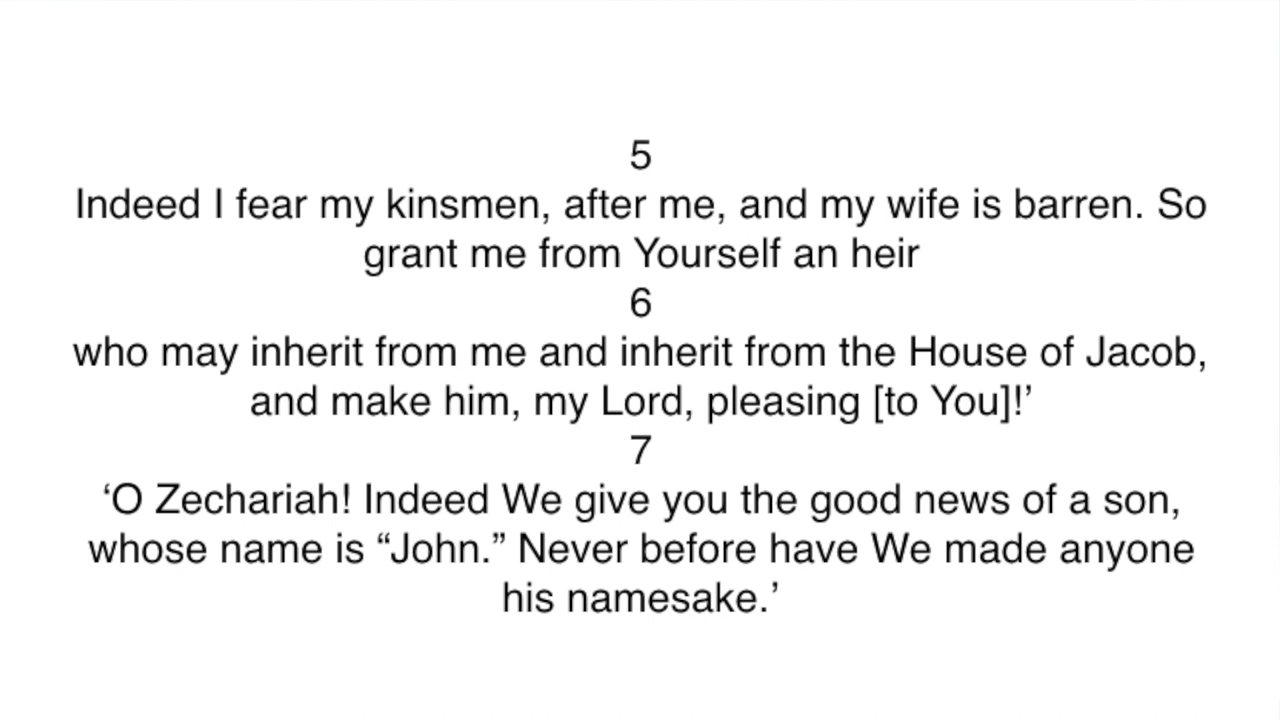 5
Indeed I fear my kinsmen, after me, and my wife is barren. So
grant me from Yourself an heir
6
who may inherit from me and inherit from the House of Jacob,
and make him, my Lord, pleasing [to You]!’
7
‘O Zechariah! Indeed We give you the good news of a son,
whose name is “John.” Never before have We made anyone
his namesake.’